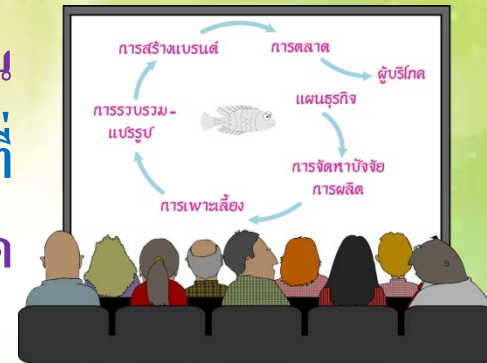 น
ที่
ด
การสร้างแบรนด์
การตลาด
ผู้บริโภค
แผนธุรกิจ
การรวบรวม -
แปรรูป
การจัดหาปัจจัย
การผลิต
การเพาะเลี้ยง